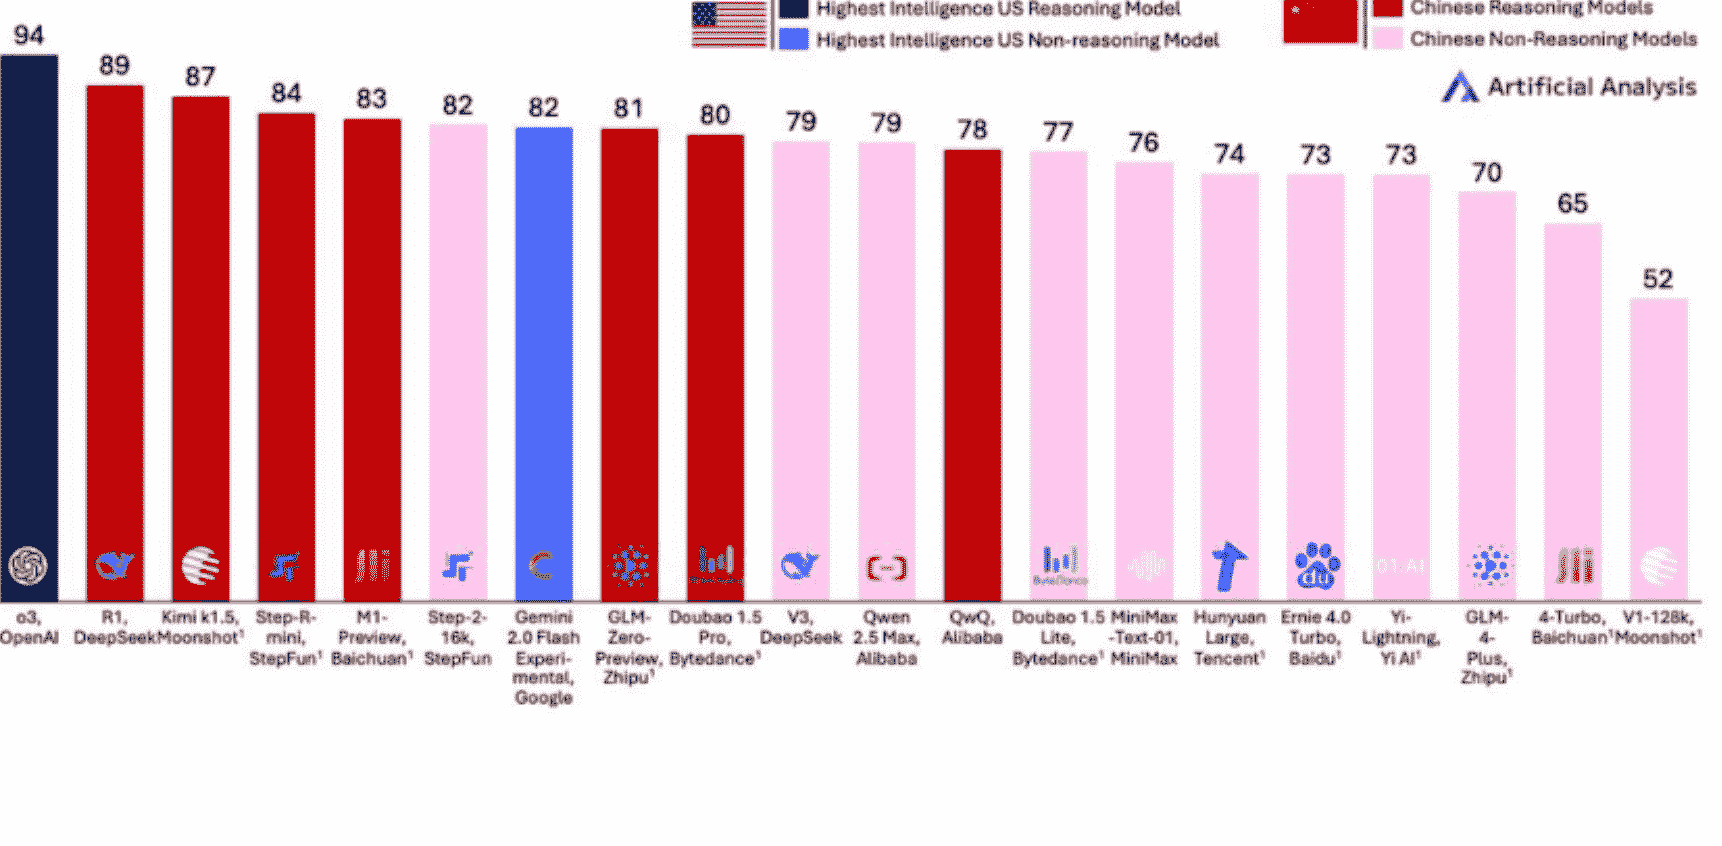 Highest Intelligence US Reasoning Model
Highest Intelligence US Non-reasoning Model
Chinese Reasoning Models
Chinese Non-Reasoning Models
Artificial Analysis
94
89
87
84
83
82
82
81
80
79
79
78
77
76
74
73
73
70
65
52
ByteDance
01 AI
du
ByteDance
o3,
OpenAI
R1,
DeepSeek
Kimi k1.5,
Moonshot¹
Step-R-
mini,
StepFun¹
M1-
Preview,
Baichuan¹
Step-2-
16k,
StepFun
Gemini
2.0 Flash
Experi-
mental,
Google
GLM-
Zero-
Preview,
Zhipu¹
Doubao 1.5
Pro,
Bytedance¹
V3,
DeepSeek
Qwen
2.5 Max,
Alibaba
QwQ,
Alibaba
Doubao 1.5
Lite,
Bytedance¹
MiniMax
-Text-01,
MiniMax
Hunyuan
Large,
Tencent¹
Ernie 4.0
Turbo,
Baidu¹
Yi-
Lightning,
Yi AI¹
GLM-
4-
Plus,
Zhipu¹
4-Turbo,
Baichuan¹
V1-128k,
Moonshot¹